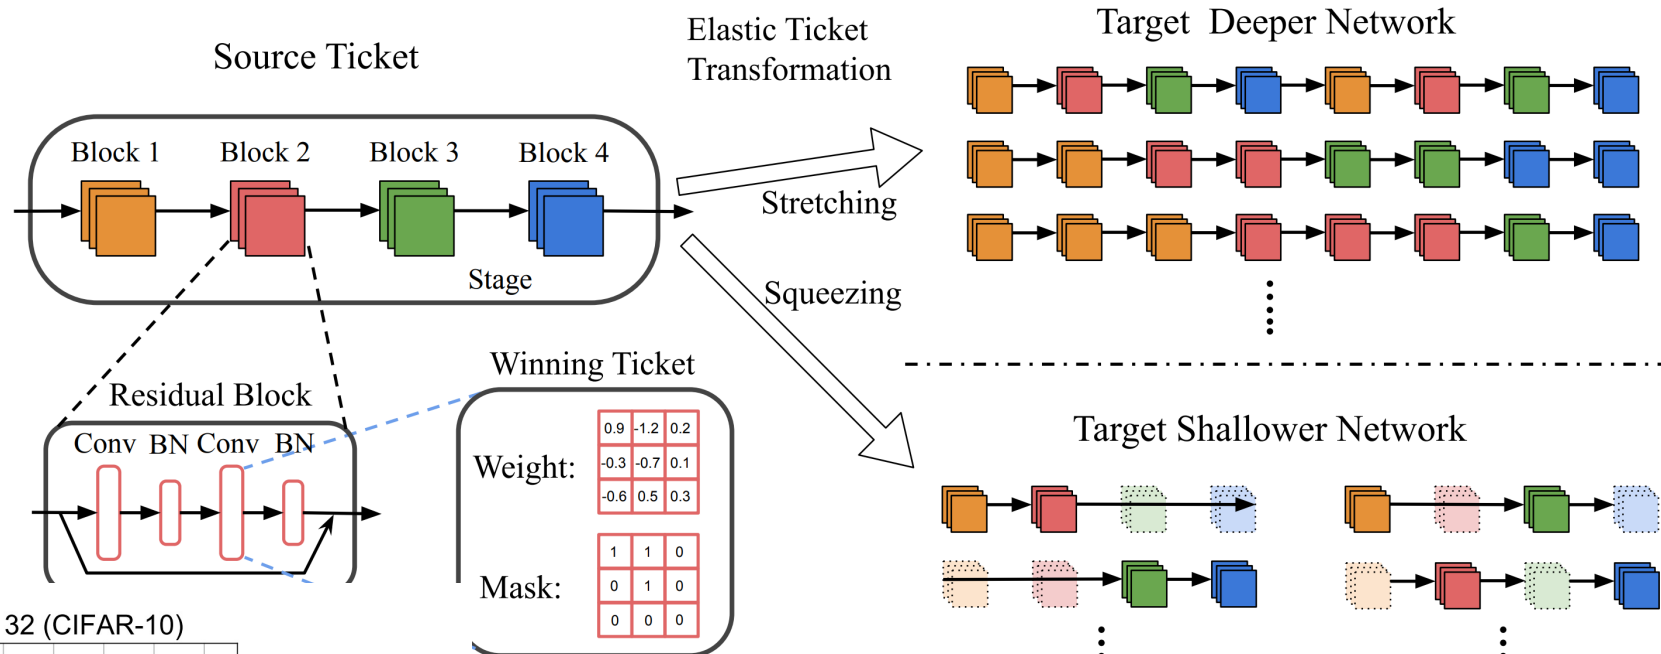 Source Ticket
Block 1 Block 2 Block 3 Block 4
Stage
Elastic Ticket
Transformation
Stretching
Squeezing
Target Deeper Network
Residual Block
Conv BN Conv BN
Winning Ticket
Weight:
0.9 -1.2 0.2
-0.3 -0.7 0.1
-0.6 0.5 0.3
Mask:
1 1 0
0 1 0
0 0 0
Target Shallower Network
32 (CIFAR-10)